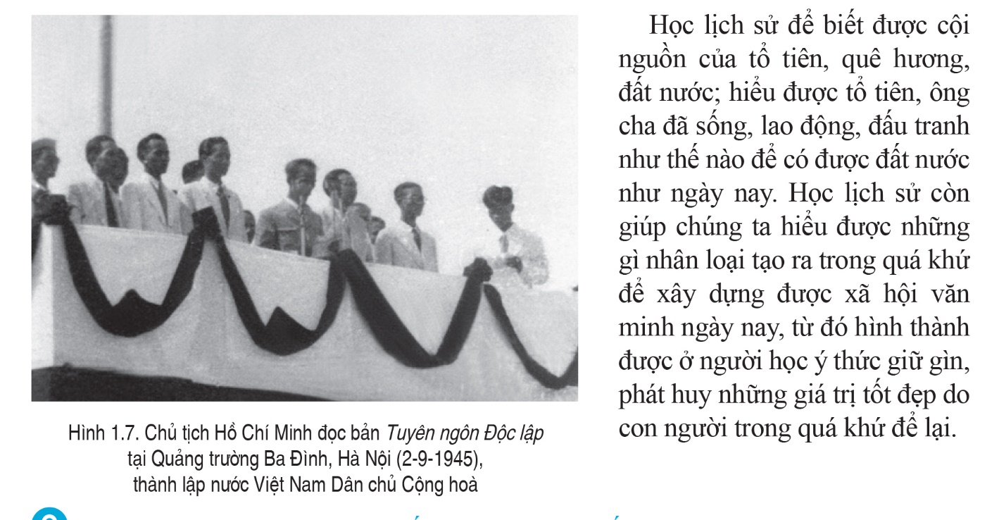 Học lịch sử để biết được cội
nguồn của tổ tiên, quê hương,
đất nước; hiểu được tổ tiên, ông
cha đã sống, lao động, đấu tranh
như thế nào để có được đất nước
như ngày nay. Học lịch sử còn
giúp chúng ta hiểu được những
gì nhân loại tạo ra trong quá khứ
để xây dựng được xã hội văn
minh ngày nay, từ đó hình thành
được ở người học ý thức giữ gìn,
phát huy những giá trị tốt đẹp do
con người trong quá khứ để lại.
Hình 1.7. Chủ tịch Hồ Chí Minh đọc bản Tuyên ngôn Độc lập
tại Quảng trường Ba Đình, Hà Nội (2-9-1945),
thành lập nước Việt Nam Dân chủ Cộng hoà